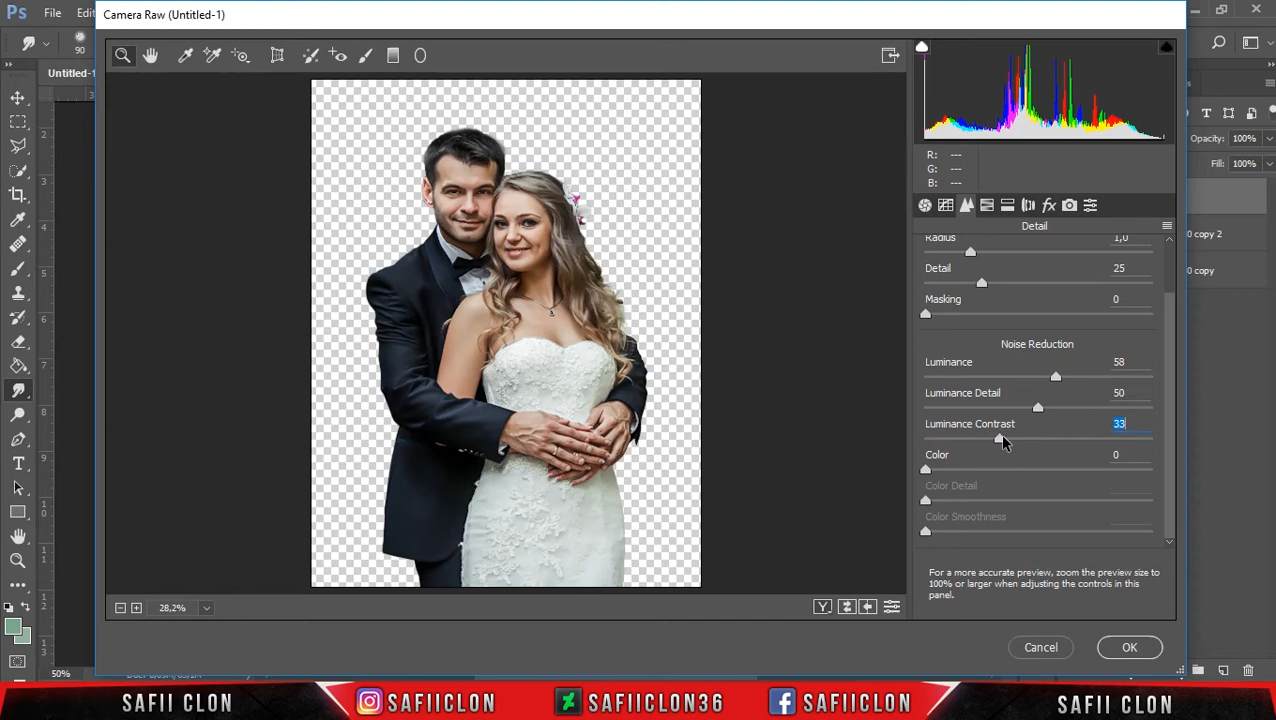 Camera Raw (Untitled-1)
Ps File
90
Untitled-1
R: ---
G: ---
B: ---
Opacity: 100%
Fill: 100%
fx
Detail
Radius 1,0
Detail 25
Masking 0
Noise Reduction
Luminance 58
Luminance Detail 50
Luminance Contrast 33
Color 0
Color Detail
Color Smoothness
copy 2
copy
For a more accurate preview, zoom the preview size to
100% or larger when adjusting the controls in this
panel.
28,2%
Y
Cancel OK
50%
SAFII CLON SAFIICLON SAFIICLON36 SAFIICLON SAFII CLON